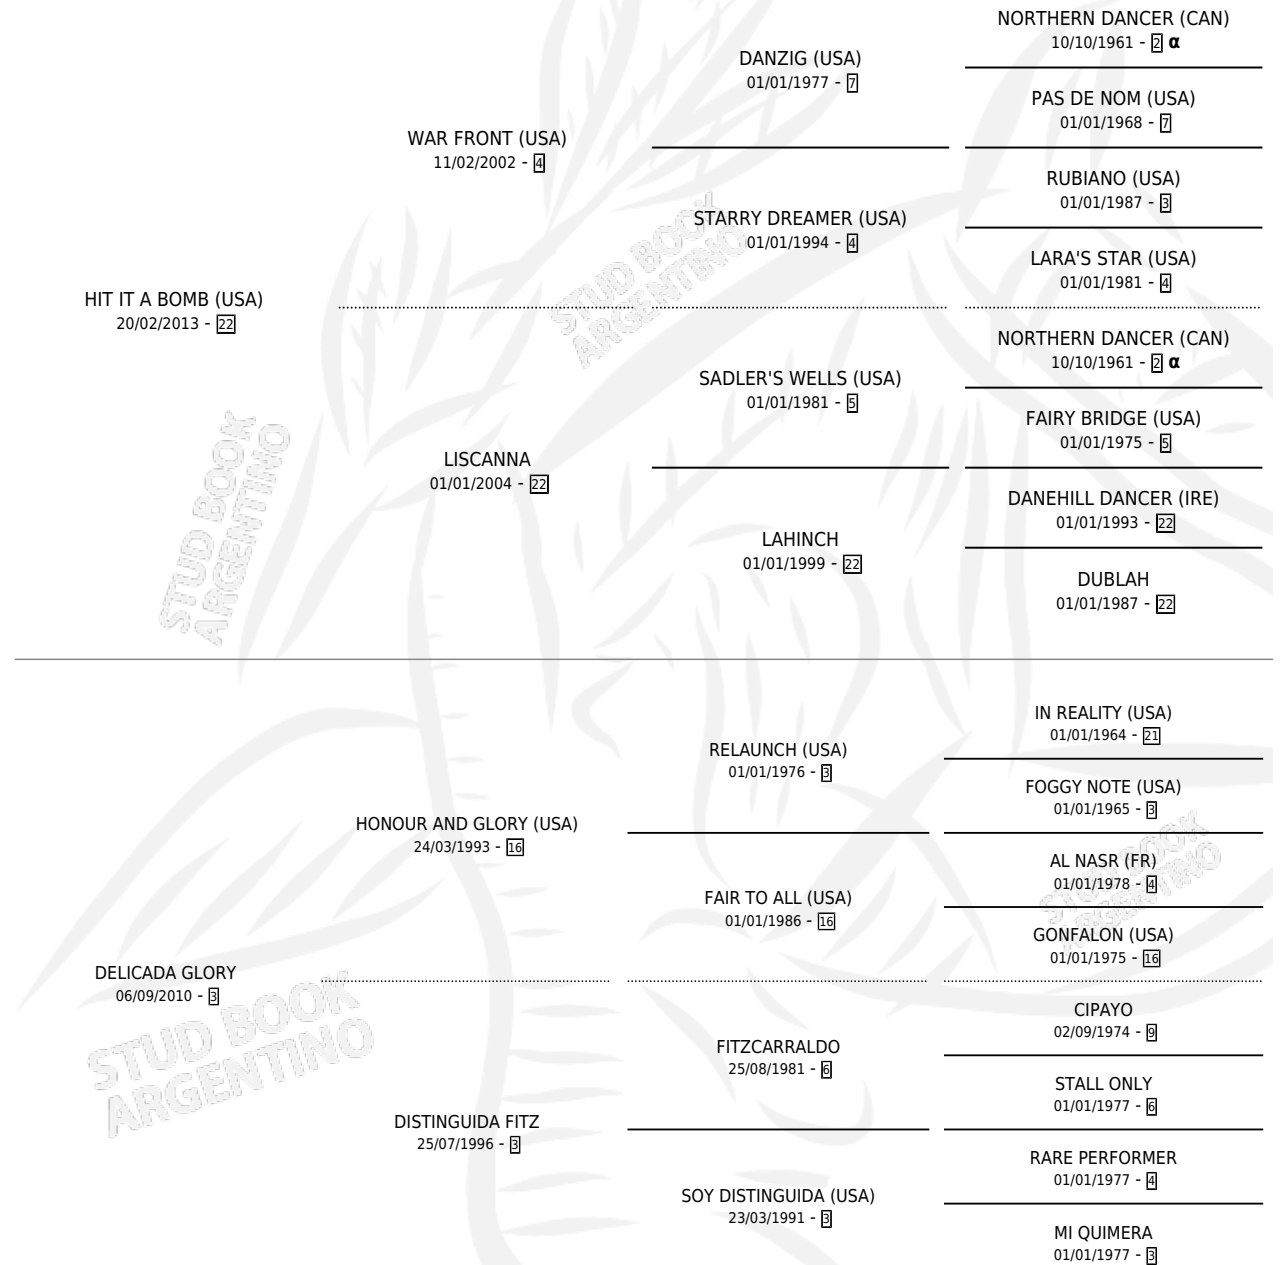 NORTHERN DANCER (CAN)
10/10/1961 - 2 α
DANZIG (USA)
01/01/1977 - 7
PAS DE NOM (USA)
01/01/1968 - 7
WAR FRONT (USA)
11/02/2002 - 4
RUBIANO (USA)
01/01/1987 - 3
STARRY DREAMER (USA)
01/01/1994 - 4
LARA'S STAR (USA)
01/01/1981 - 4
HIT IT A BOMB (USA)
20/02/2013 - 22
NORTHERN DANCER (CAN)
10/10/1961 - 2 α
SADLER'S WELLS (USA)
01/01/1981 - 5
FAIRY BRIDGE (USA)
01/01/1975 - 5
LISCANNA
01/01/2004 - 22
DANEHILL DANCER (IRE)
01/01/1993 - 22
LAHINCH
01/01/1999 - 22
DUBLAH
01/01/1987 - 22
IN REALITY (USA)
01/01/1964 - 21
RELAUNCH (USA)
01/01/1976 - 3
FOGGY NOTE (USA)
01/01/1965 - 3
HONOUR AND GLORY (USA)
24/03/1993 - 16
AL NASR (FR)
01/01/1978 - 4
FAIR TO ALL (USA)
01/01/1986 - 16
GONFALON (USA)
01/01/1975 - 16
DELICADA GLORY
06/09/2010 - 3
CIPAYO
02/09/1974 - 9
FITZCARRALDO
25/08/1981 - 6
STALL ONLY
01/01/1977 - 6
DISTINGUIDA FITZ
25/07/1996 - 3
RARE PERFORMER
01/01/1977 - 4
SOY DISTINGUIDA (USA)
23/03/1991 - 3
MI QUIMERA
01/01/1977 - 3
STUD BOOK
ARGENTINO
STUD BOOK
ARGENTINO
STUD BOOK
ARGENTINO
STUD BOOK
ARGENTINO